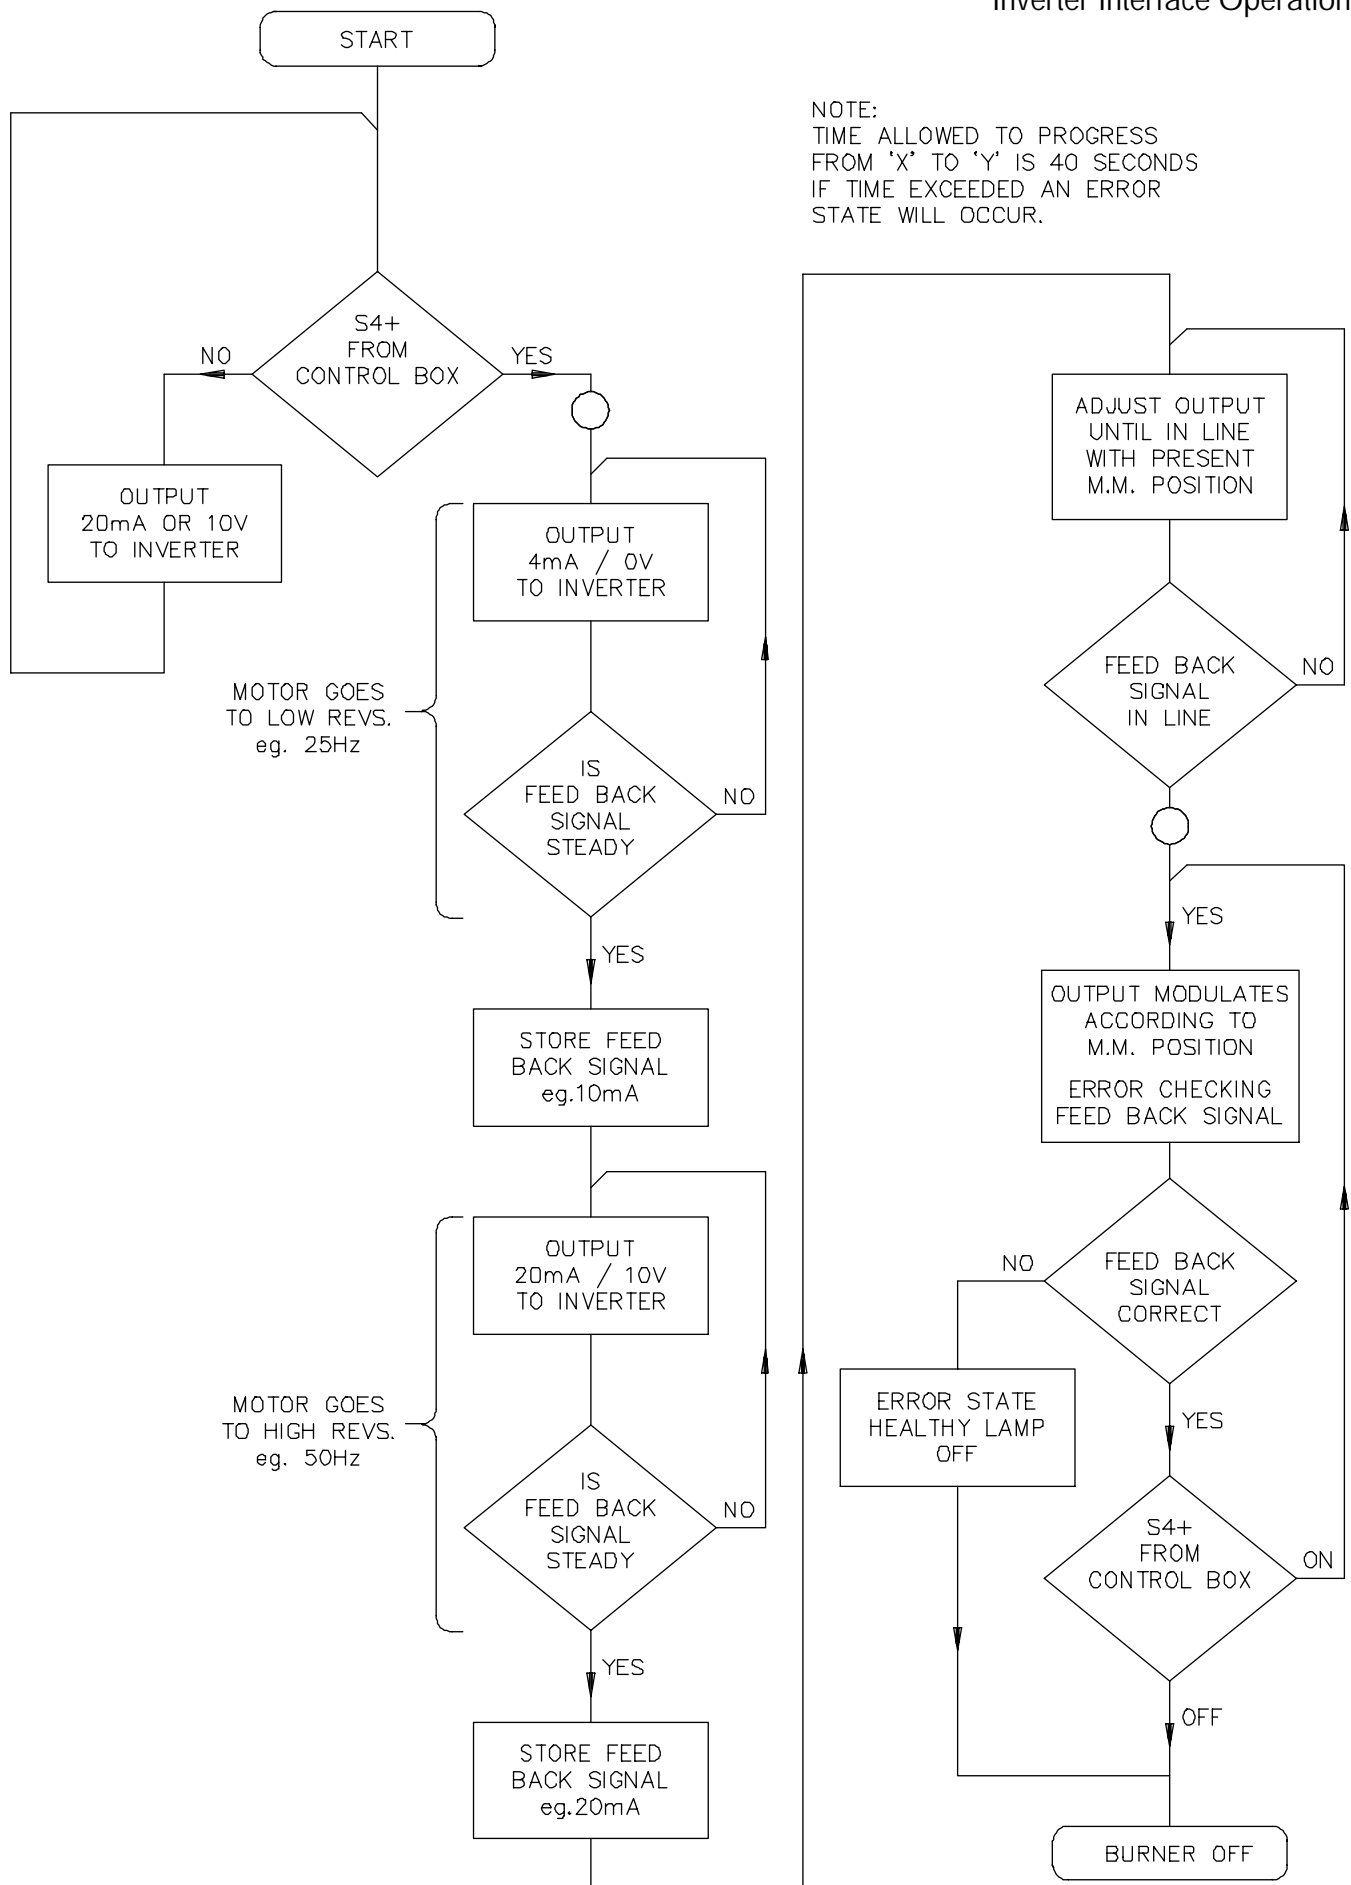 Inverter Interface Operation
START
NOTE:
TIME ALLOWED TO PROGRESS
FROM 'X' TO 'Y' IS 40 SECONDS
IF TIME EXCEEDED AN ERROR
STATE WILL OCCUR.
S4+
FROM
CONTROL BOX
NO
YES
OUTPUT
20mA OR 10V
TO INVERTER
OUTPUT
4mA / 0V
TO INVERTER
MOTOR GOES
TO LOW REVS.
eg. 25Hz
IS
FEED BACK
SIGNAL
STEADY
NO
YES
STORE FEED
BACK SIGNAL
eg.10mA
OUTPUT
20mA / 10V
TO INVERTER
MOTOR GOES
TO HIGH REVS.
eg. 50Hz
IS
FEED BACK
SIGNAL
STEADY
NO
YES
STORE FEED
BACK SIGNAL
eg.20mA
ADJUST OUTPUT
UNTIL IN LINE
WITH PRESENT
M.M. POSITION
FEED BACK
SIGNAL
IN LINE
NO
YES
OUTPUT MODULATES
ACCORDING TO
M.M. POSITION
ERROR CHECKING
FEED BACK SIGNAL
FEED BACK
SIGNAL
CORRECT
NO
ERROR STATE
HEALTHY LAMP
OFF
YES
S4+
FROM
CONTROL BOX
ON
OFF
BURNER OFF